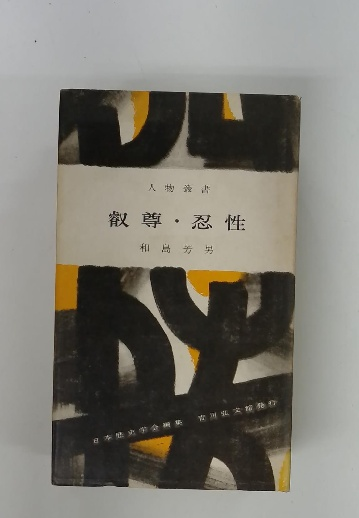 人物叢書
叡尊・忍性
和島芳男
日本歴史学会編集 吉川弘文館発行